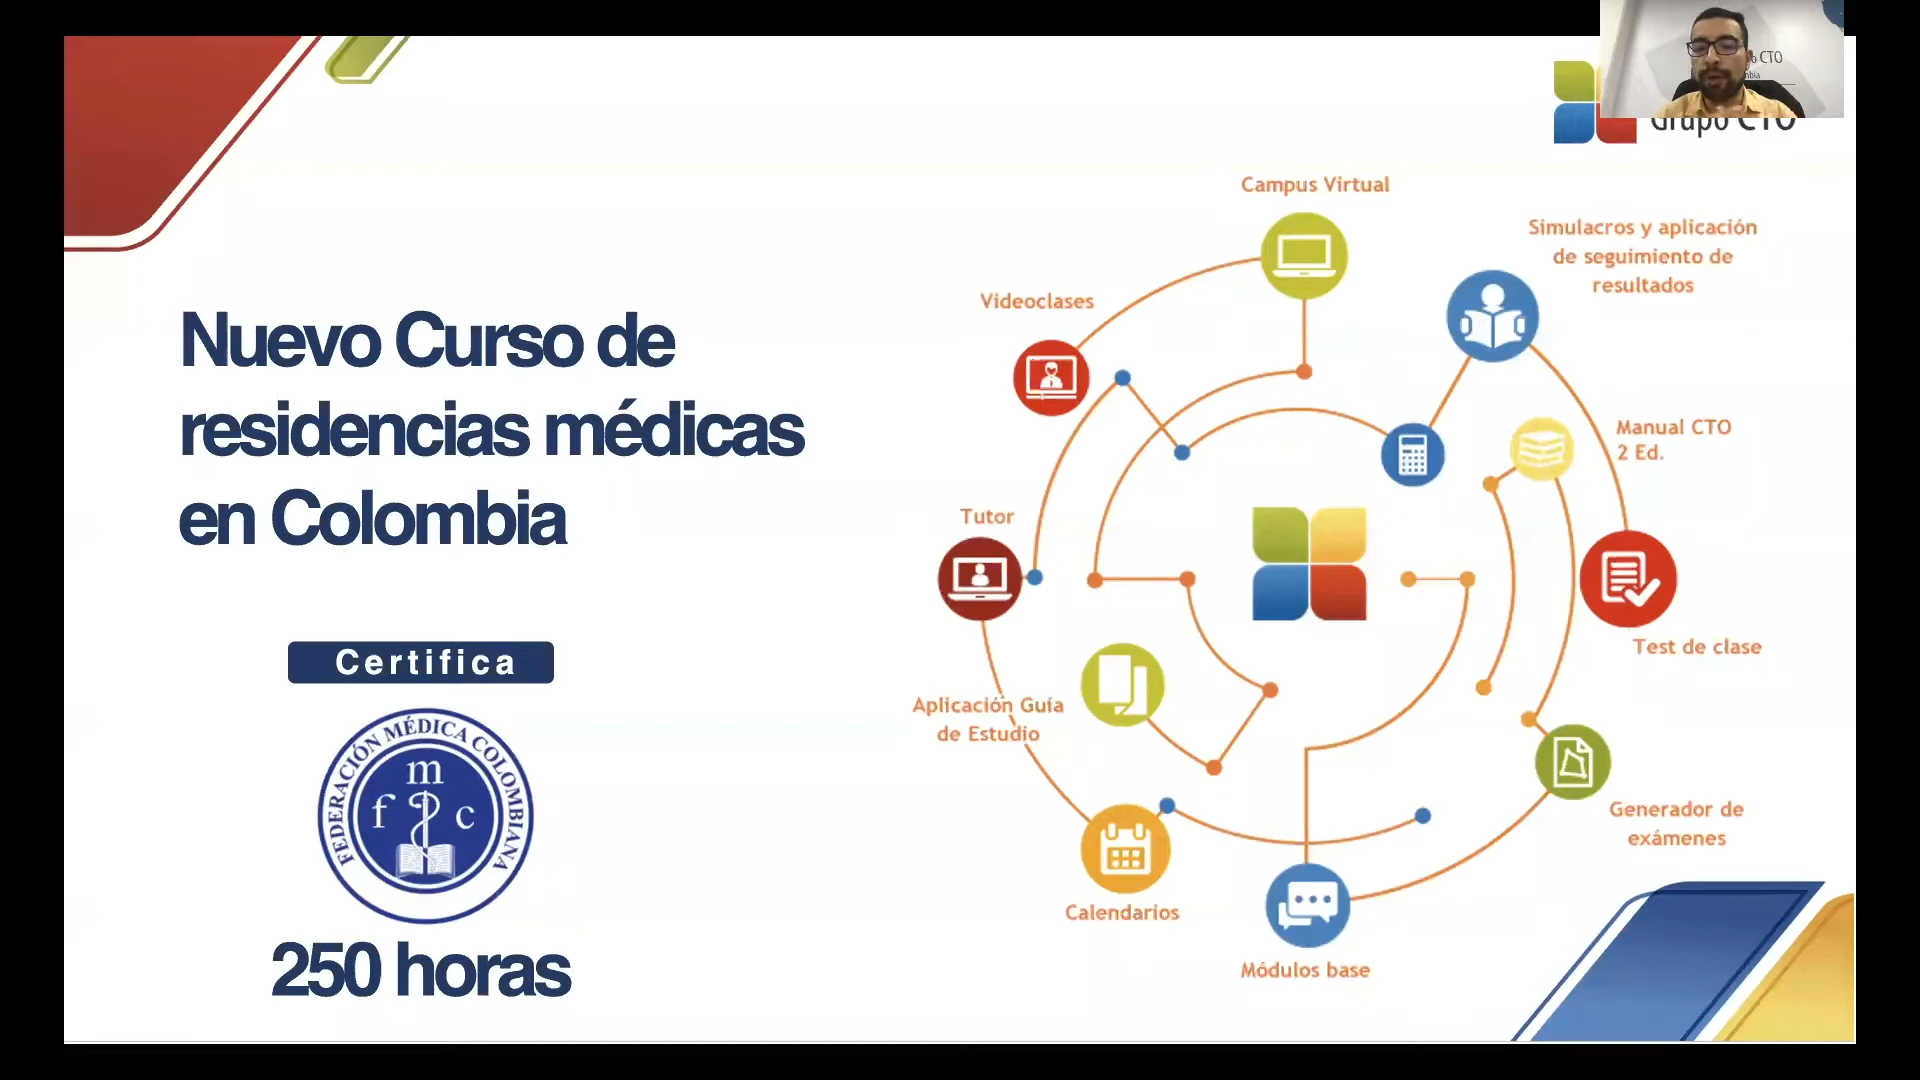 CTO
Grupo CTO
Nuevo Curso de
residencias médicas
en Colombia
Certifica
FEDERACIÓN MÉDICA COLOMBIANA
m
f c
250 horas
Campus Virtual
Simulacros y aplicación
de seguimiento de
resultados
Videoclases
Manual CTO
2 Ed.
Tutor
Test de clase
Aplicación Guía
de Estudio
Generador de
exámenes
Calendarios
Módulos base